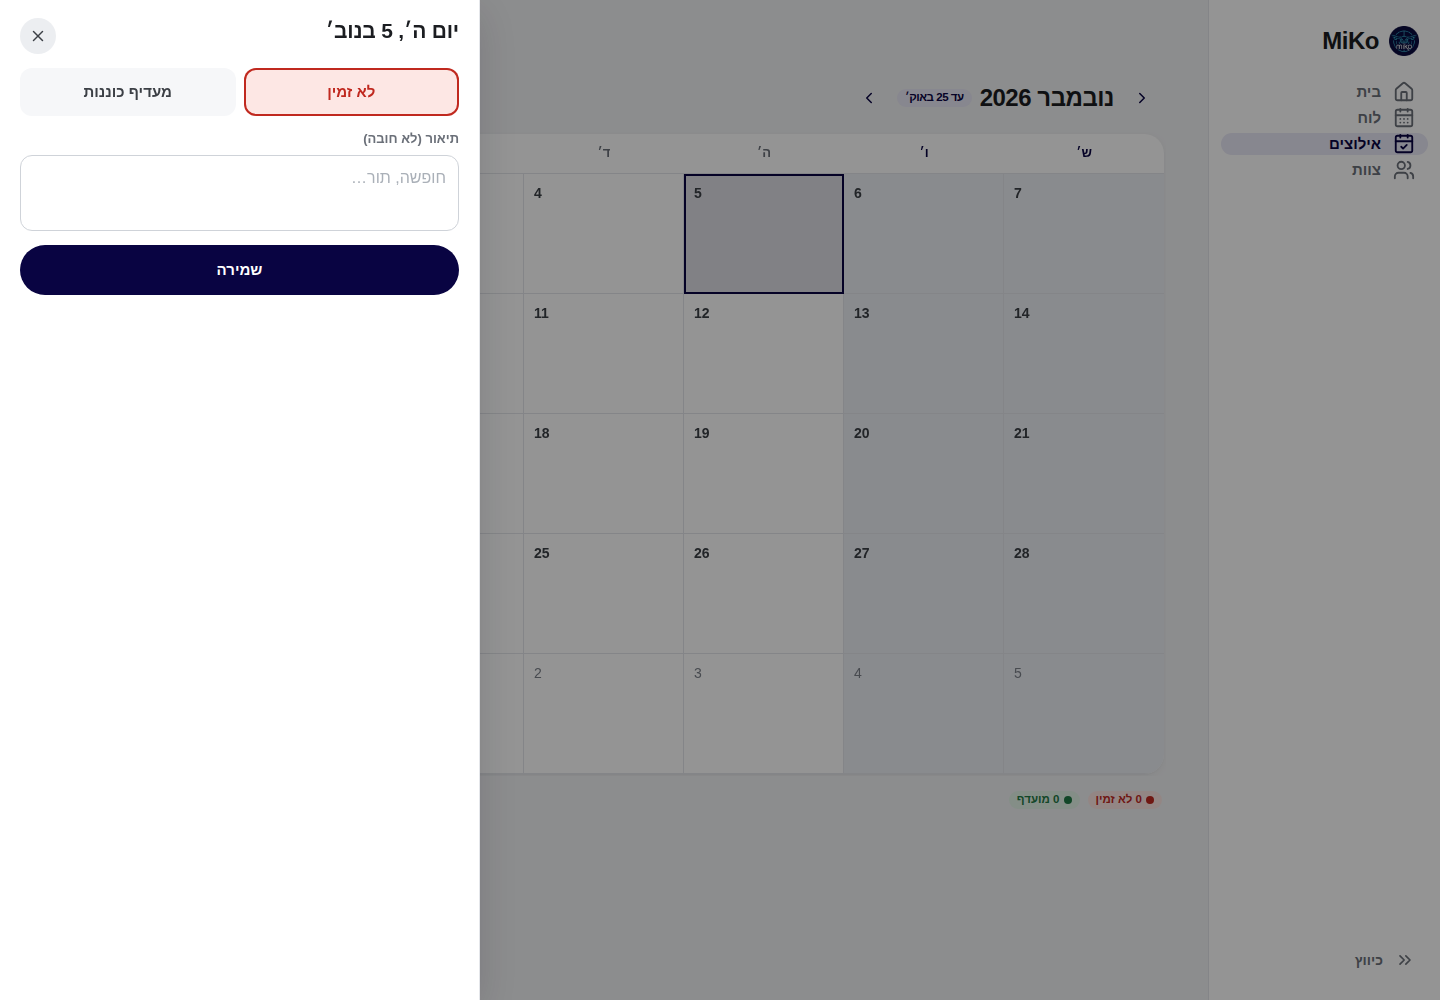 MiKo
בית
לוח
אילוצים
צוות
כיווץ
נובמבר 2026
עד 25 באוק׳
ש׳
ו׳
ה׳
ד׳
7
6
5
4
14
13
12
11
21
20
19
18
28
27
26
25
5
4
3
2
0 לא זמין
0 מועדף
יום ה׳, 5 בנוב׳
לא זמין
מעדיף כוננות
תיאור (לא חובה)
חופשה, תור…
שמירה